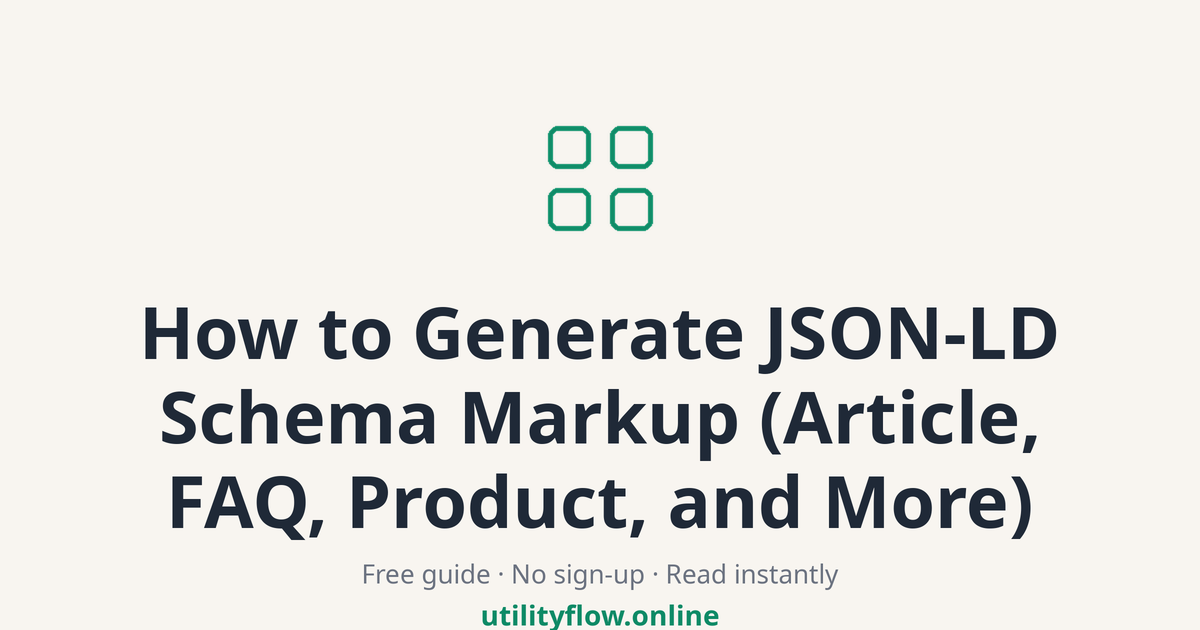 How to Generate JSON-LD
Schema Markup (Article,
FAQ, Product, and More)
Free guide · No sign-up · Read instantly
utilityflow.online